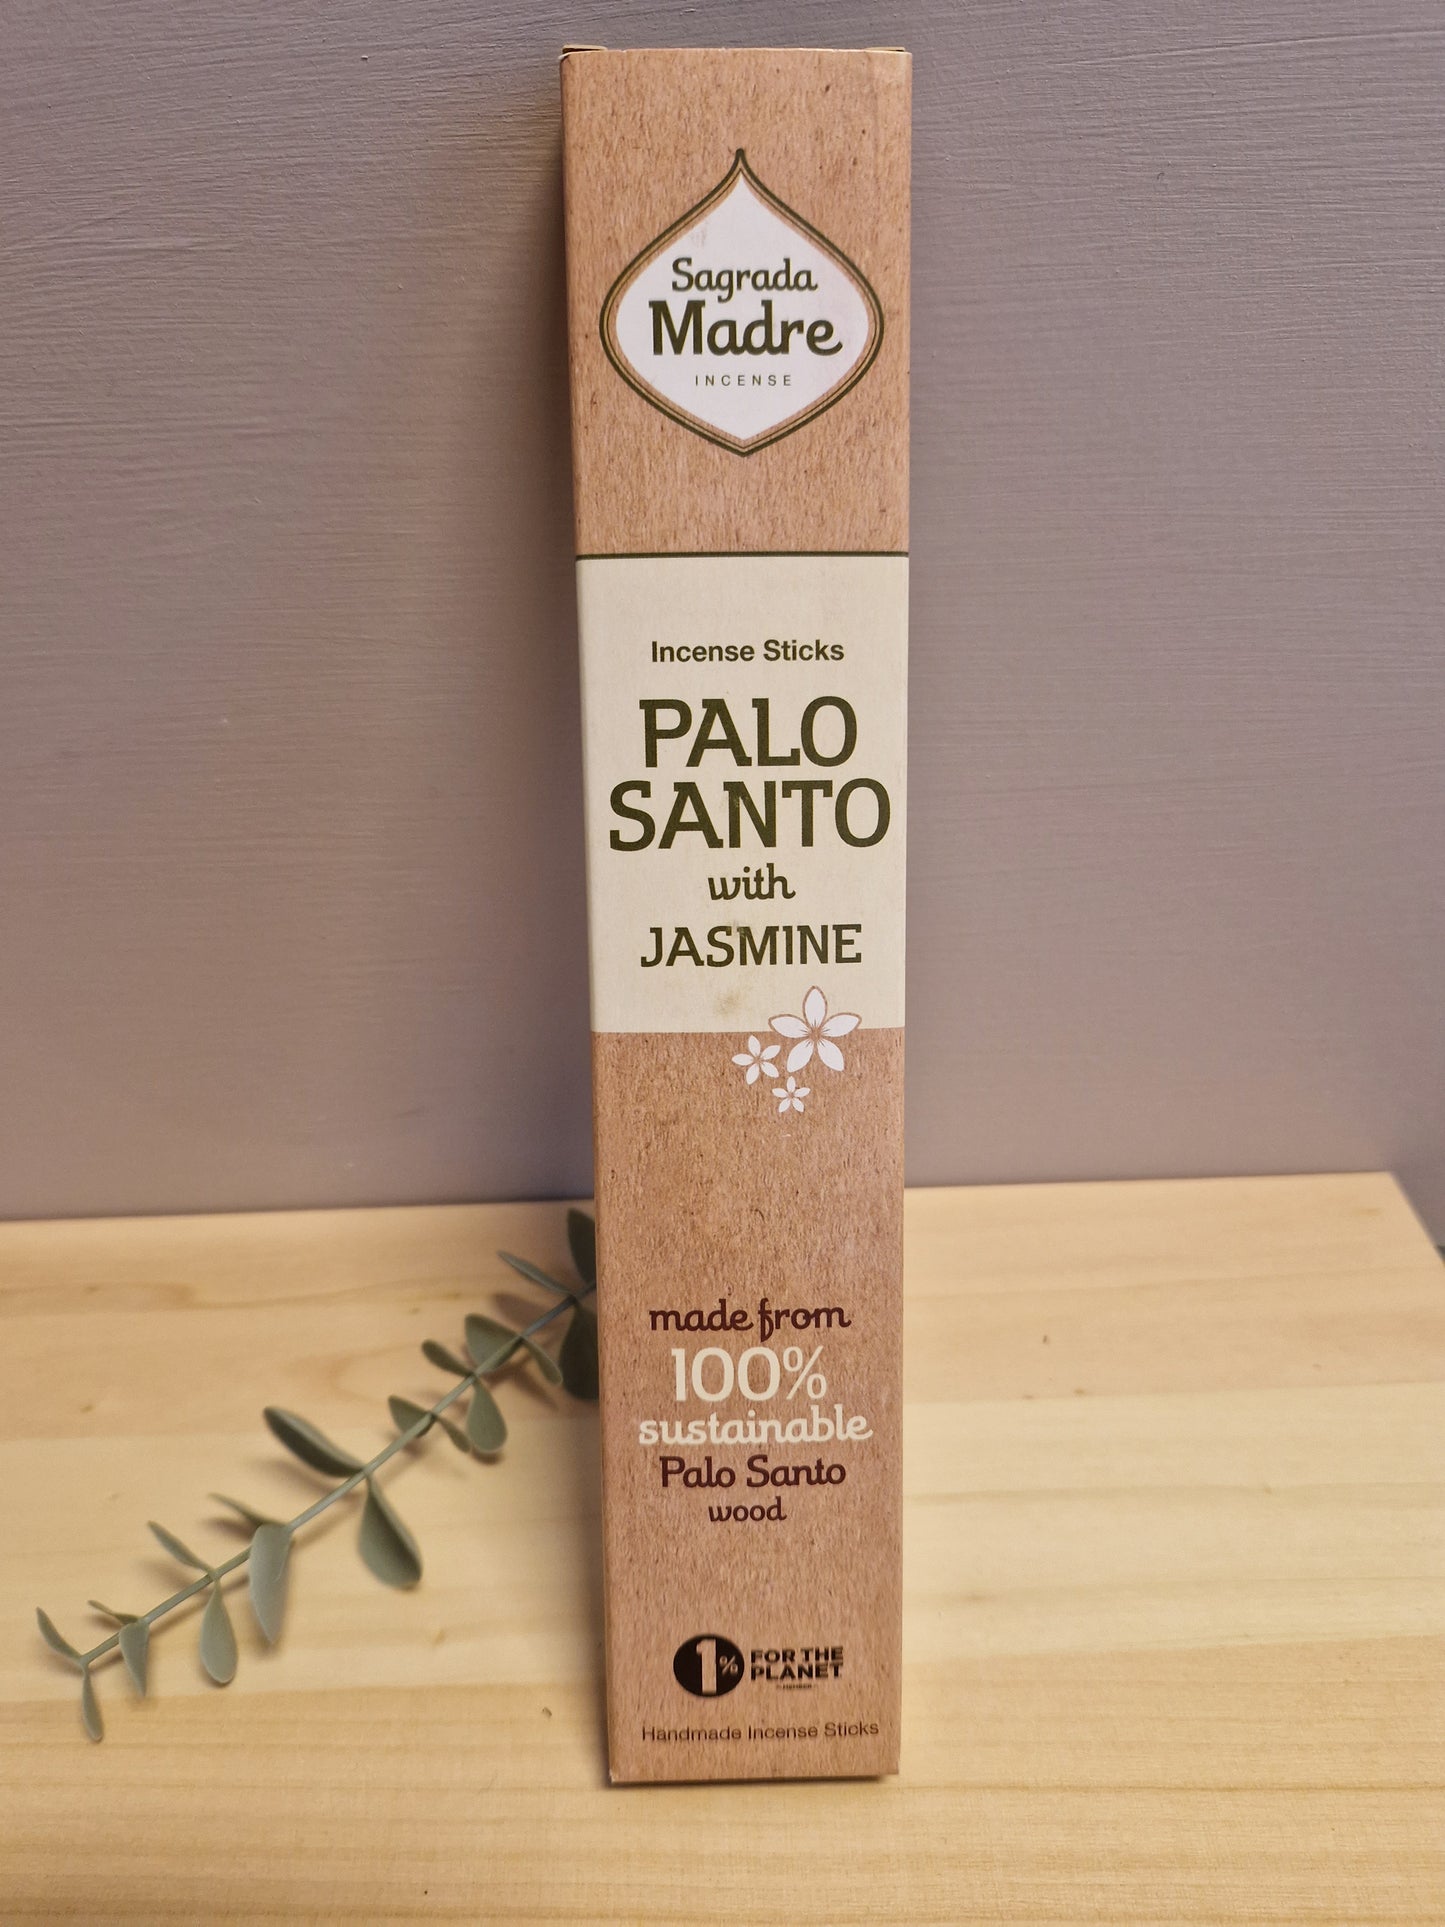 Sagrada
Madre
INCENSE
Incense Sticks
PALO
SANTO
with
JASMINE
made from
100%
sustainable
Palo Santo
wood
1% FOR THE
PLANET
Handmade Incense Sticks